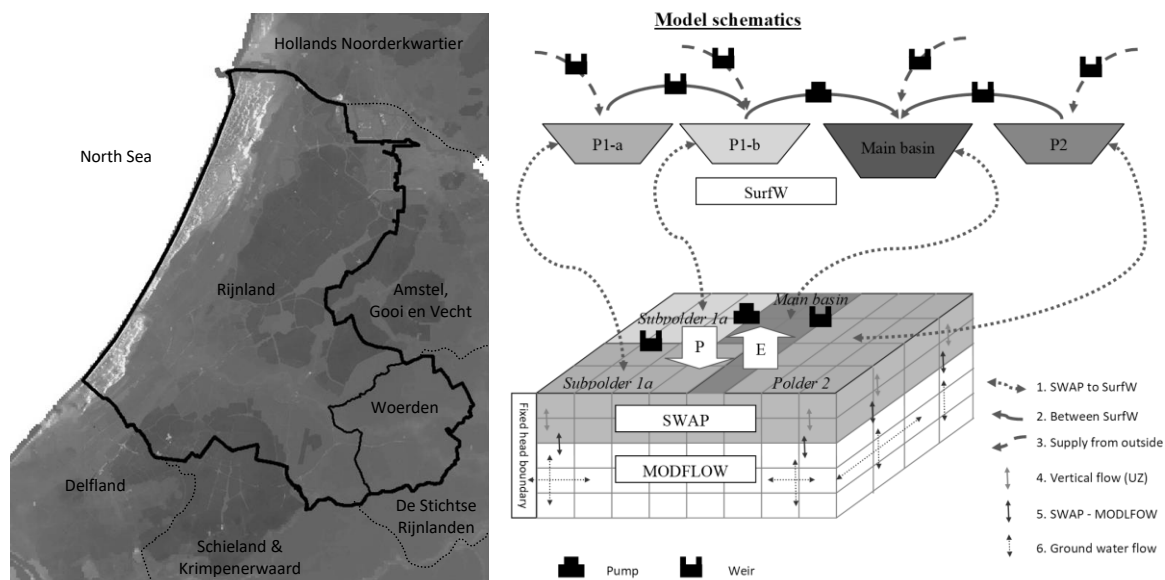 Hollands Noorderkwartier
North Sea
Rijnland
Amstel,
Gooi en Vecht
Woerden
Delfland
De Stichtse
Rijnlanden
Schieland &
Krimpenerwaard
Model schematics
P1-a
P1-b
Main basin
P2
SurfW
Main basin
Subpolder 1a
P
E
Subpolder 1a
Polder 2
SWAP
MODFLOW
Fixed head boundary
1. SWAP to SurfW
2. Between SurfW
3. Supply from outside
4. Vertical flow (UZ)
5. SWAP - MODLFOW
6. Ground water flow
Pump
Weir